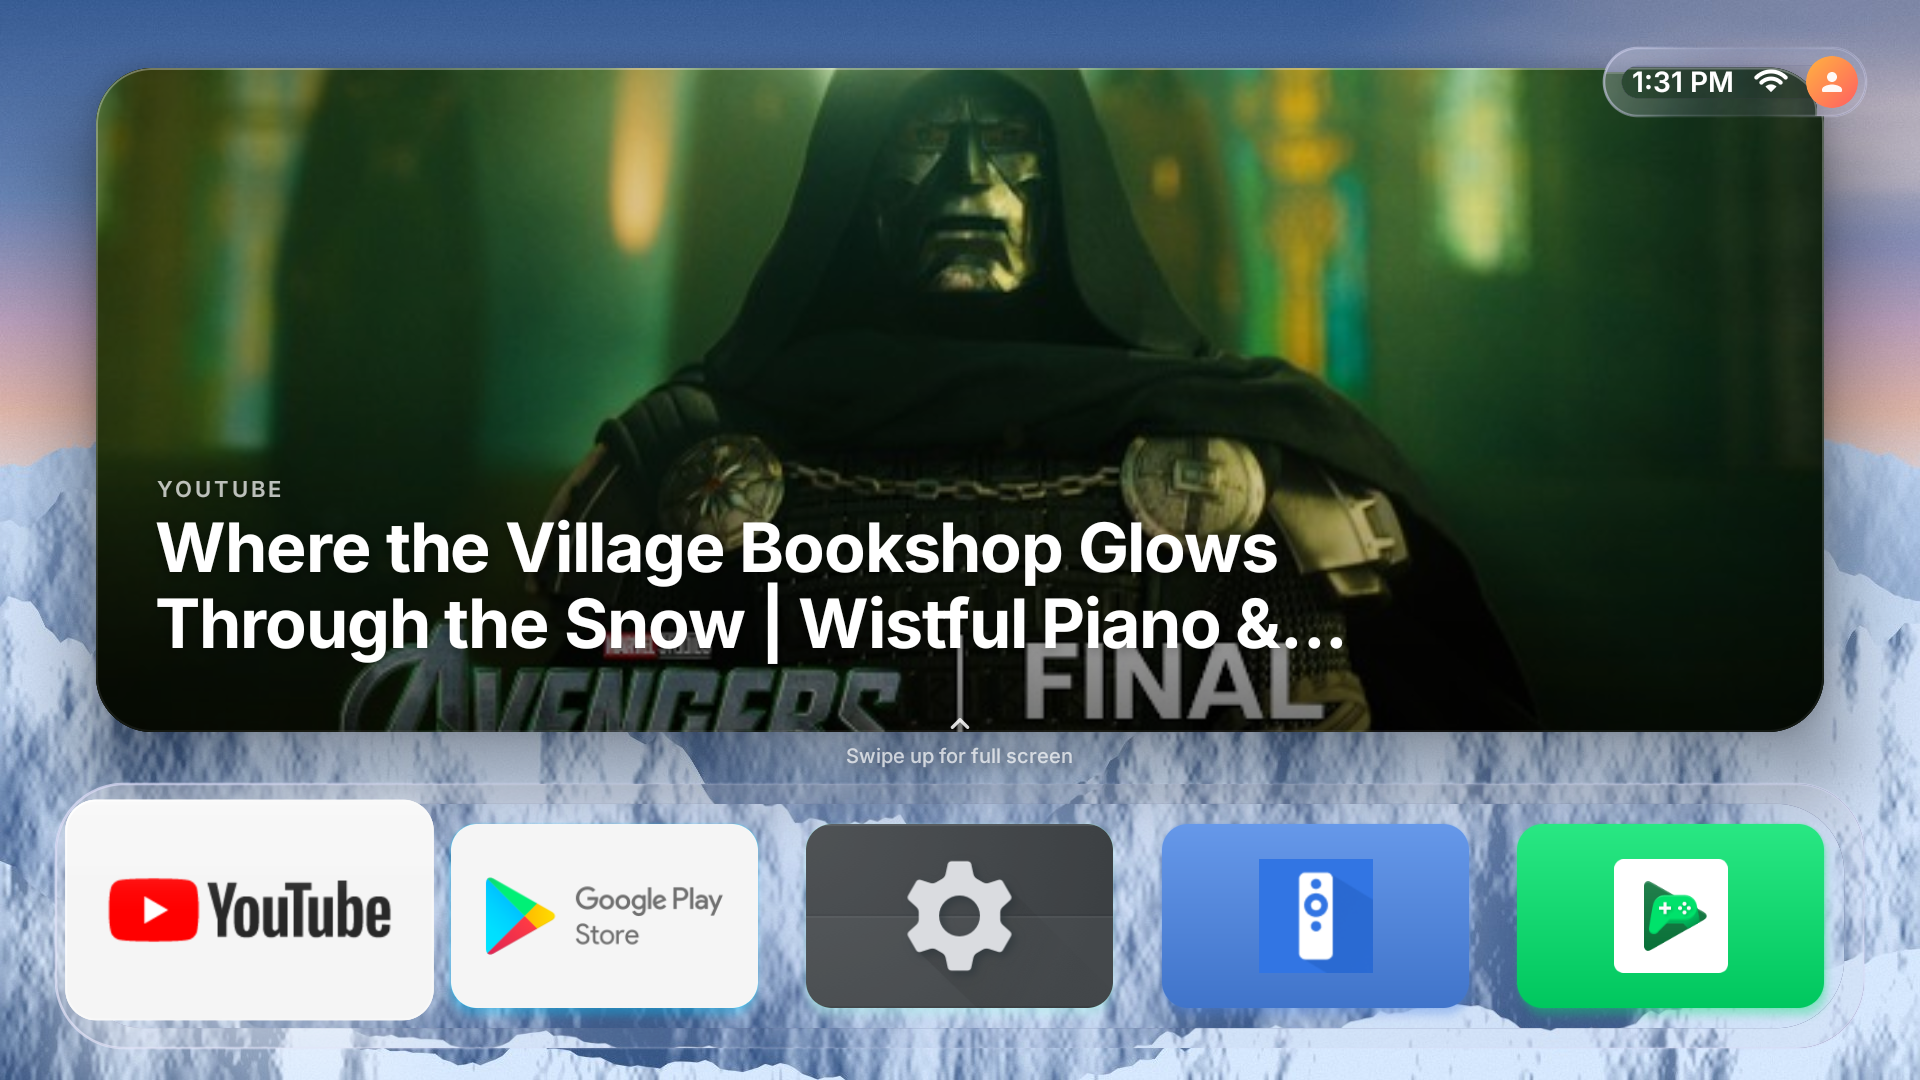 1:31 PM
YOUTUBE
Where the Village Bookshop Glows
Through the Snow | Wistful Piano &...
AVENGERS | FINAL
Swipe up for full screen
YouTube
Google Play
Store